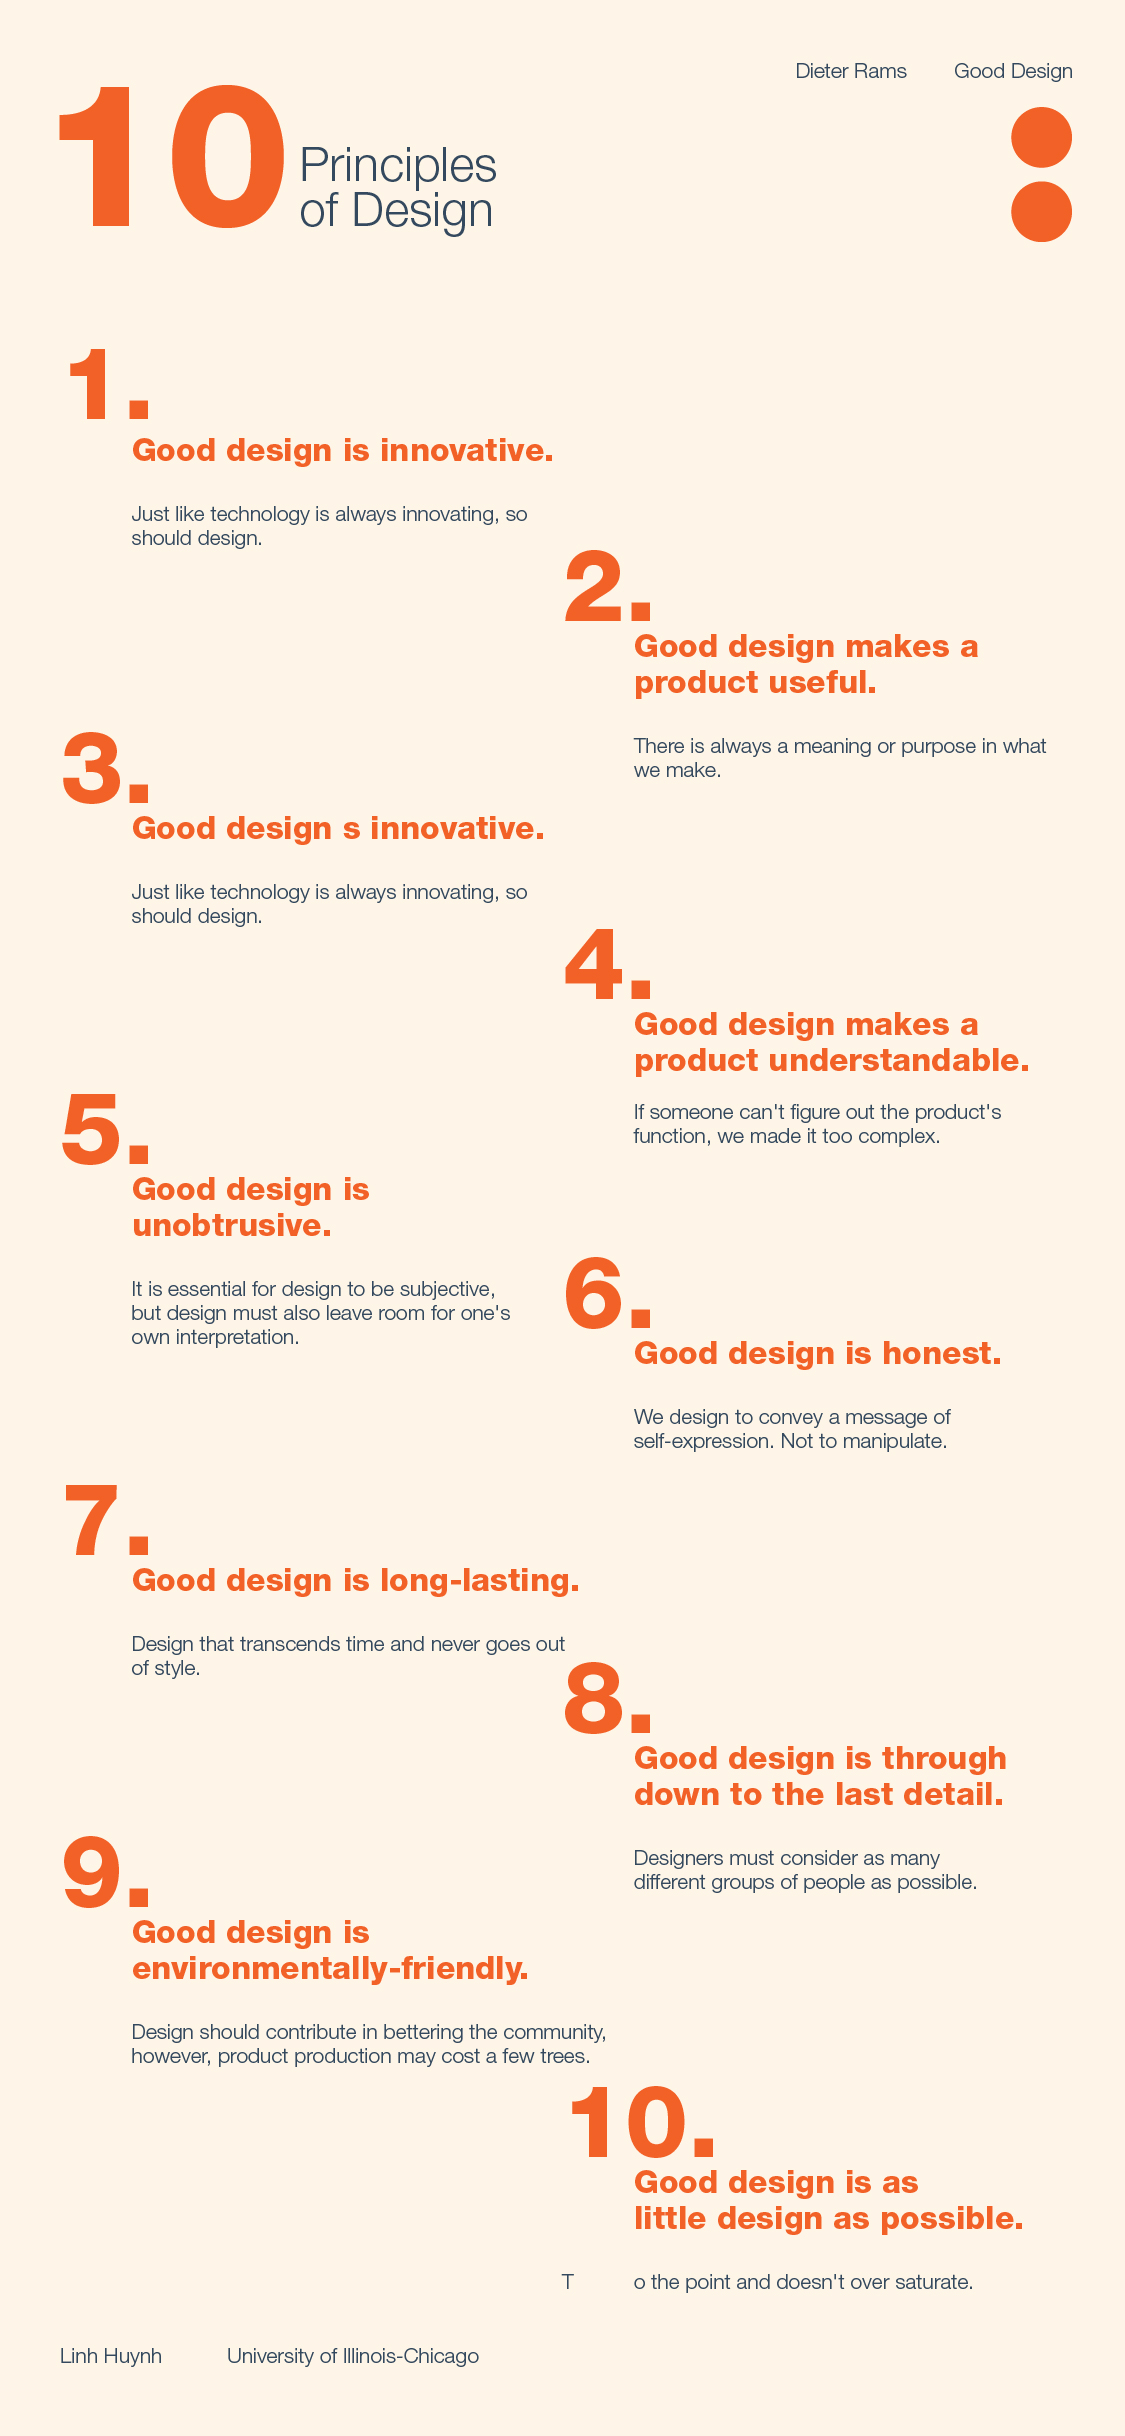 Dieter Rams Good Design
10 Principles
of Design
1.
Good design is innovative.
Just like technology is always innovating, so
should design.
2.
Good design makes a
product useful.
There is always a meaning or purpose in what
we make.
3.
Good design s innovative.
Just like technology is always innovating, so
should design.
4.
Good design makes a
product understandable.
If someone can't figure out the product's
function, we made it too complex.
5.
Good design is
unobtrusive.
It is essential for design to be subjective,
but design must also leave room for one's
own interpretation.
6.
Good design is honest.
We design to convey a message of
self-expression. Not to manipulate.
7.
Good design is long-lasting.
Design that transcends time and never goes out
of style.
8.
Good design is through
down to the last detail.
Designers must consider as many
different groups of people as possible.
9.
Good design is
environmentally-friendly.
Design should contribute in bettering the community,
however, product production may cost a few trees.
10.
Good design is as
little design as possible.
T o the point and doesn't over saturate.
Linh Huynh University of Illinois-Chicago